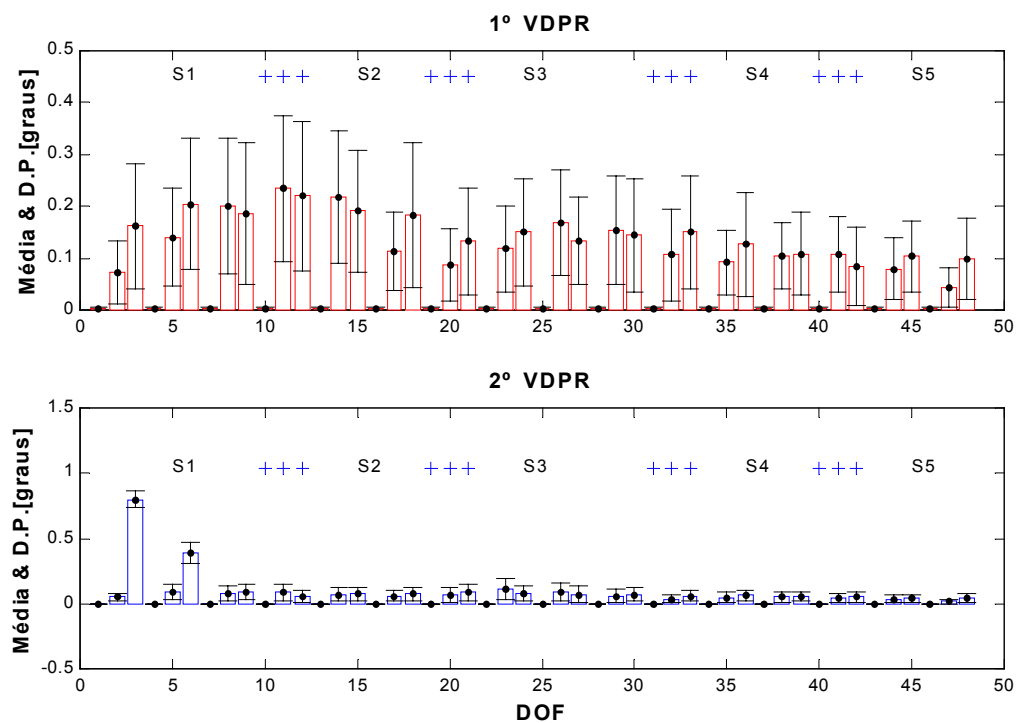 1º VDPR
Média & D.P.[graus]
0.5
0.4
0.3
0.2
0.1
0
S1 +++ S2 +++ S3 +++ S4 +++ S5
0 5 10 15 20 25 30 35 40 45 50
2º VDPR
Média & D.P.[graus]
1.5
1
0.5
0
-0.5
S1 +++ S2 +++ S3 +++ S4 +++ S5
0 5 10 15 20 25 30 35 40 45 50
DOF